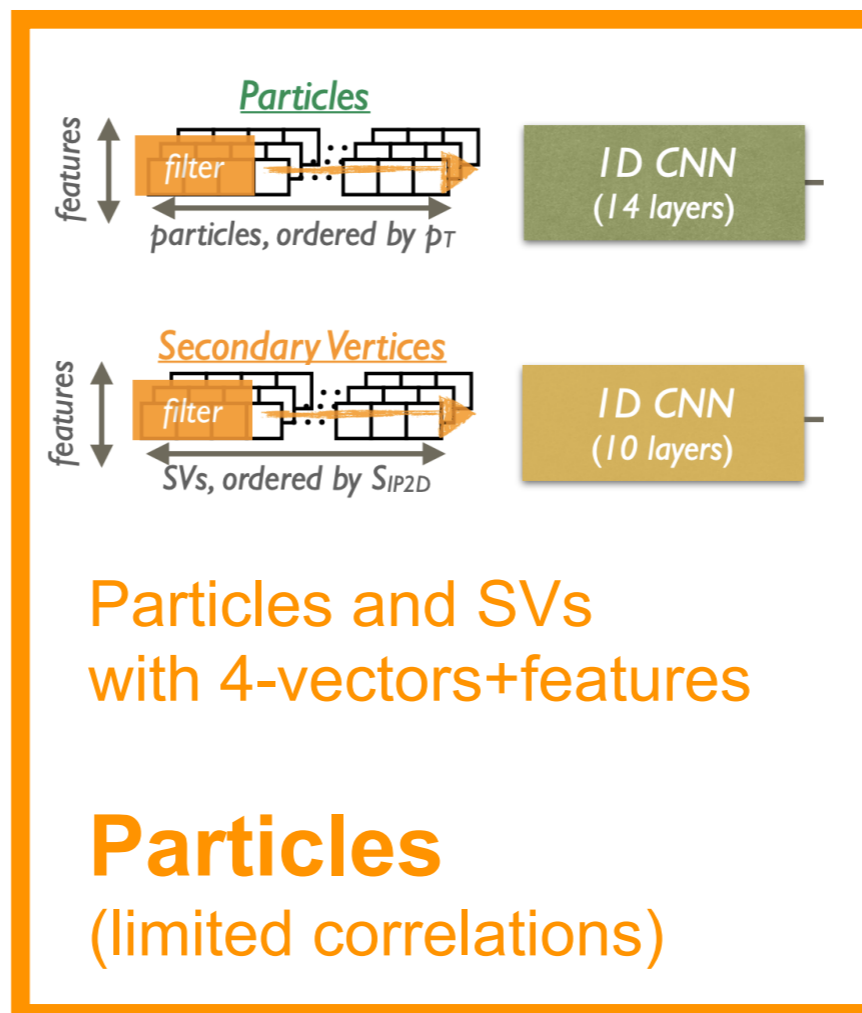 Particles
features
filter
particles, ordered by pT
1D CNN
(14 layers)
Secondary Vertices
features
filter
SVs, ordered by SIP2D
1D CNN
(10 layers)
Particles and SVs
with 4-vectors+features
Particles
(limited correlations)